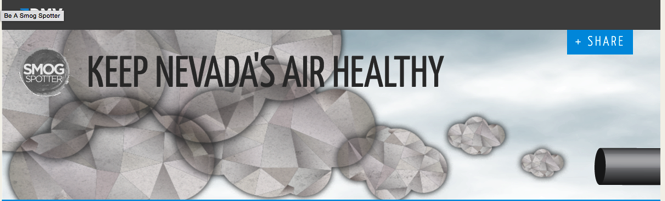 Be A Smog Spotter
+ SHARE
SMOG
SPOTTER
KEEP NEVADA'S AIR HEALTHY